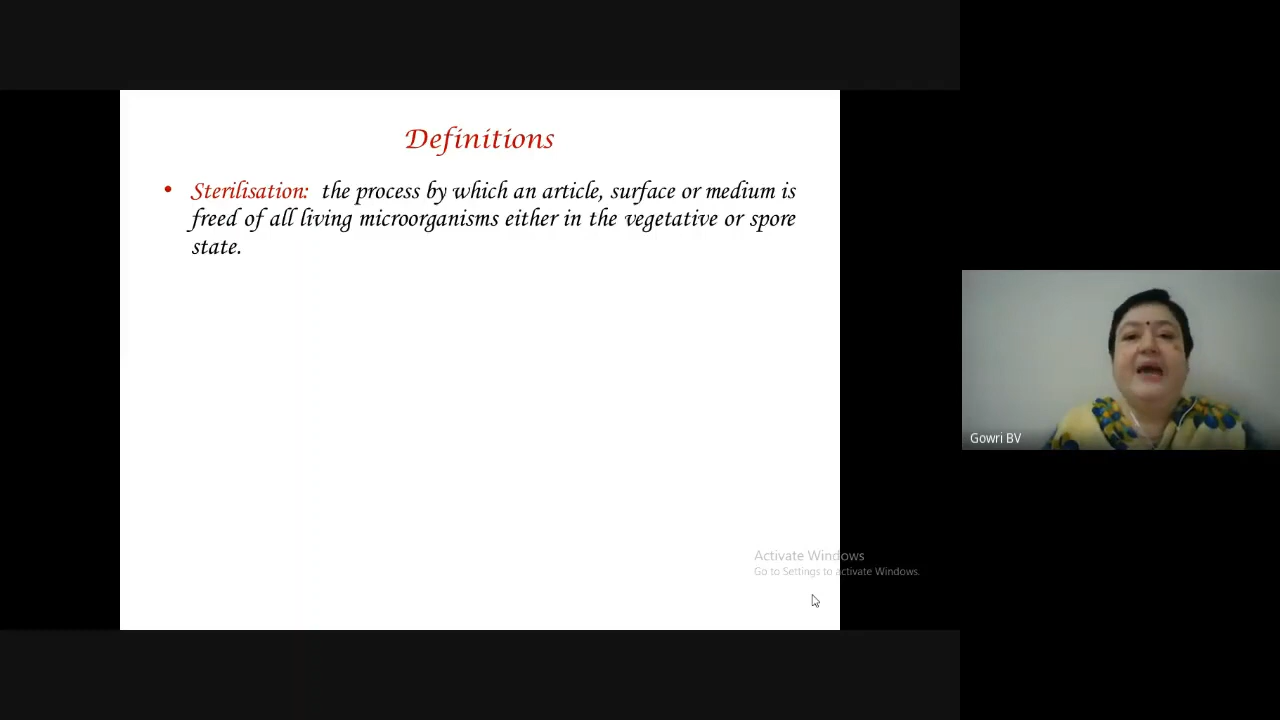 Definitions
• Sterilisation: the process by which an article, surface or medium is
freed of all living microorganisms either in the vegetative or spore
state.
Gowri BV
Activate Windows
Go to Settings to activate Windows.